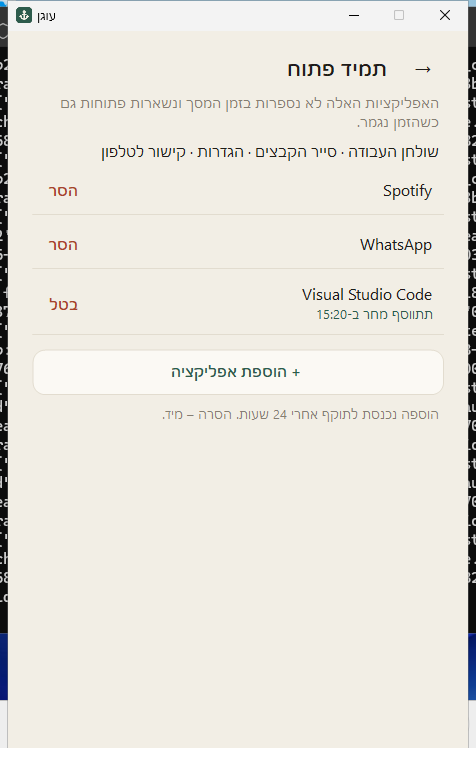 עוגן
תמיד פתוח
→
האפליקציות האלה לא נספרות בזמן המסך ונשארות פתוחות גם
כשהזמן נגמר.
שולחן העבודה · סייר הקבצים · הגדרות · קישור לטלפון
Spotify
הסר
WhatsApp
הסר
Visual Studio Code
תתווסף מחר ב-15:20
בטל
+ הוספת אפליקציה
הוספה נכנסת לתוקף אחרי 24 שעות. הסרה – מיד.